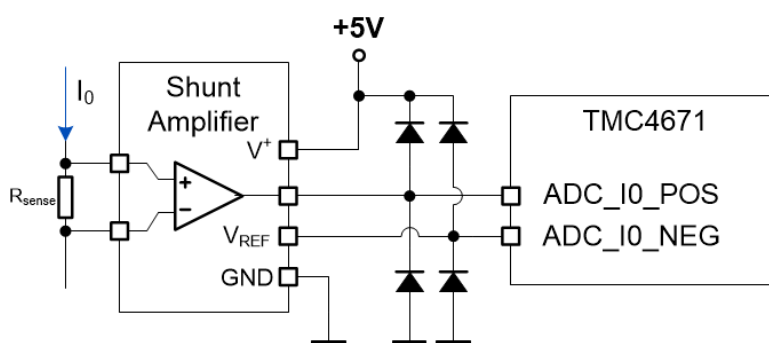 +5V
I0
Shunt
Amplifier
TMC4671
V+
Rsense
+
−
ADC_I0_POS
VREF
ADC_I0_NEG
GND